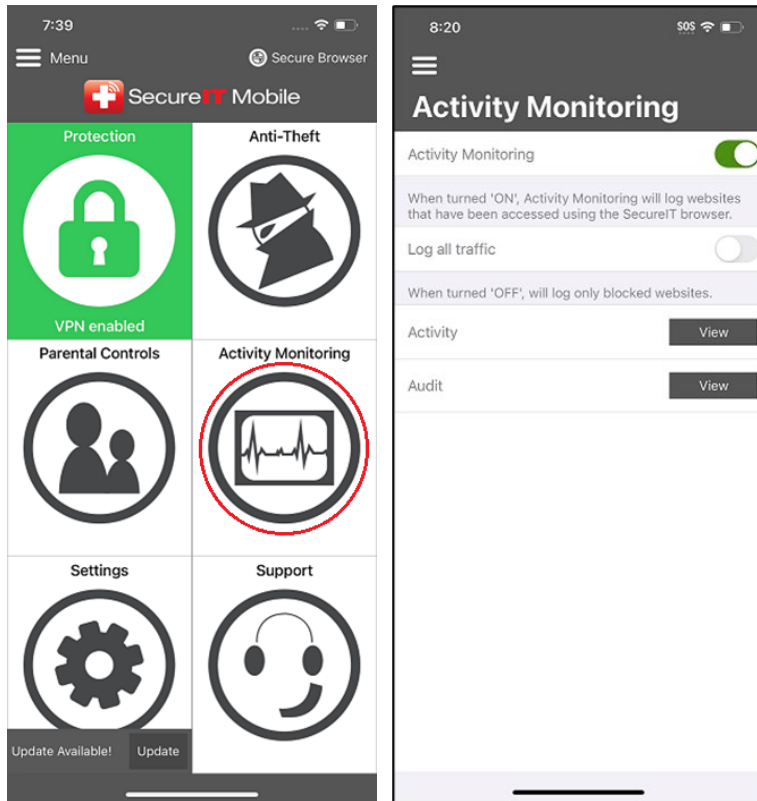 7:39
Menu
Secure Browser
SecureIT Mobile
Protection
Anti-Theft
VPN enabled
Parental Controls
Activity Monitoring
Settings
Support
Update Available!
Update
8:20
SOS
Activity Monitoring
Activity Monitoring
When turned 'ON', Activity Monitoring will log websites
that have been accessed using the SecureIT browser.
Log all traffic
When turned 'OFF', will log only blocked websites.
Activity
View
Audit
View